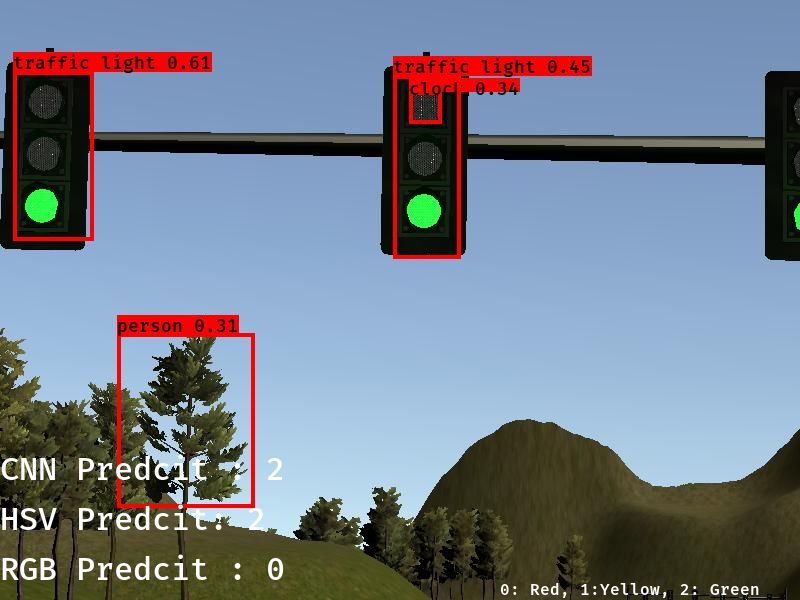 traffic light 0.61
traffic light 0.45
clock 0.34
person 0.31
CNN Predcit : 2
HSV Predcit: 2
RGB Predcit : 0
0: Red, 1:Yellow, 2: Green